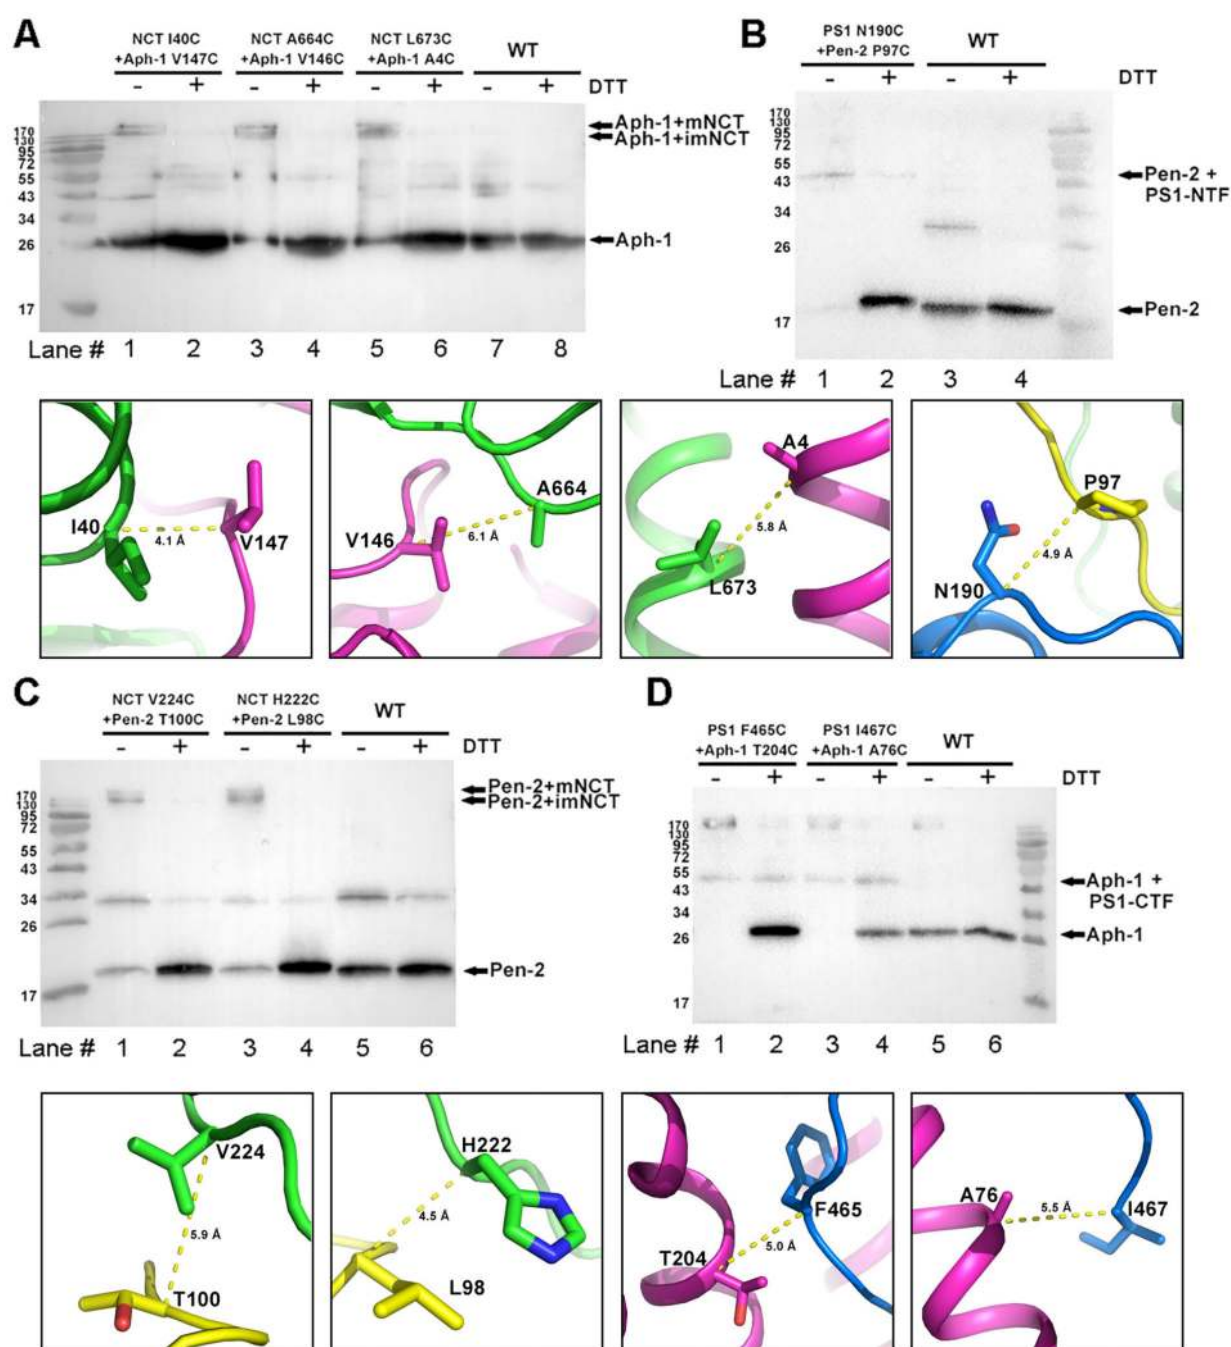 A
NCT I40C
+Aph-1 V147C
NCT A664C
+Aph-1 V146C
NCT L673C
+Aph-1 A4C
WT
- + - + - + - + DTT
170
130
95
72
55
43
34
26
17
Aph-1+mNCT
Aph-1+imNCT
Aph-1
Lane # 1 2 3 4 5 6 7 8
B
PS1 N190C
+Pen-2 P97C
WT
- + - + DTT
170
130
95
72
55
43
34
26
17
Pen-2 +
PS1-NTF
Pen-2
Lane # 1 2 3 4
I40
4.1 Å
V147
V146
6.1 Å
A664
A4
5.8 Å
L673
P97
4.9 Å
N190
C
NCT V224C
+Pen-2 T100C
NCT H222C
+Pen-2 L98C
WT
- + - + - + DTT
170
130
95
72
55
43
34
26
17
Pen-2+mNCT
Pen-2+imNCT
Pen-2
Lane # 1 2 3 4 5 6
D
PS1 F465C
+Aph-1 T204C
PS1 I467C
+Aph-1 A76C
WT
- + - + - + DTT
170
130
95
72
55
43
34
26
17
Aph-1 +
PS1-CTF
Aph-1
Lane # 1 2 3 4 5 6
V224
5.9 Å
T100
H222
4.5 Å
L98
F465
T204
5.0 Å
A76
5.5 Å
I467